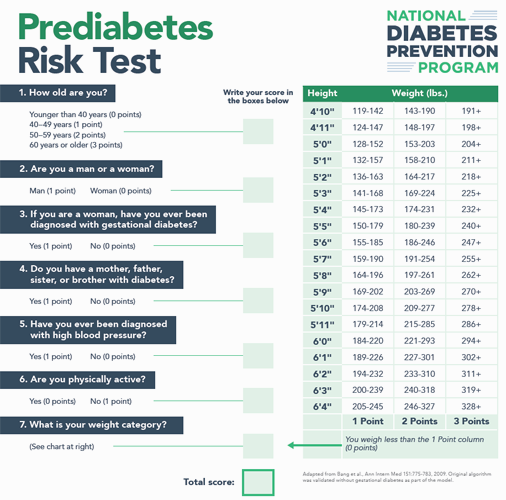 Prediabetes
Risk Test
NATIONAL
DIABETES
PREVENTION
PROGRAM
1. How old are you?
Write your score in
the boxes below
Younger than 40 years (0 points)
40–49 years (1 point)
50–59 years (2 points)
60 years or older (3 points)
2. Are you a man or a woman?
Man (1 point) Woman (0 points)
3. If you are a woman, have you ever been
diagnosed with gestational diabetes?
Yes (1 point) No (0 points)
4. Do you have a mother, father,
sister, or brother with diabetes?
Yes (1 point) No (0 points)
5. Have you ever been diagnosed
with high blood pressure?
Yes (1 point) No (0 points)
6. Are you physically active?
Yes (0 points) No (1 point)
7. What is your weight category?
(See chart at right)
Total score:
Height Weight (lbs.)
4'10" 119-142 143-190 191+
4'11" 124-147 148-197 198+
5'0" 128-152 153-203 204+
5'1" 132-157 158-210 211+
5'2" 136-163 164-217 218+
5'3" 141-168 169-224 225+
5'4" 145-173 174-231 232+
5'5" 150-179 180-239 240+
5'6" 155-185 186-246 247+
5'7" 159-190 191-254 255+
5'8" 164-196 197-261 262+
5'9" 169-202 203-269 270+
5'10" 174-208 209-277 278+
5'11" 179-214 215-285 286+
6'0" 184-220 221-293 294+
6'1" 189-226 227-301 302+
6'2" 194-232 233-310 311+
6'3" 200-239 240-318 319+
6'4" 205-245 246-327 328+
1 Point 2 Points 3 Points
You weigh less than the 1 Point column
(0 points)
Adapted from Bang et al., Ann Intern Med 151:775-783, 2009. Original algorithm
was validated without gestational diabetes as part of the model.